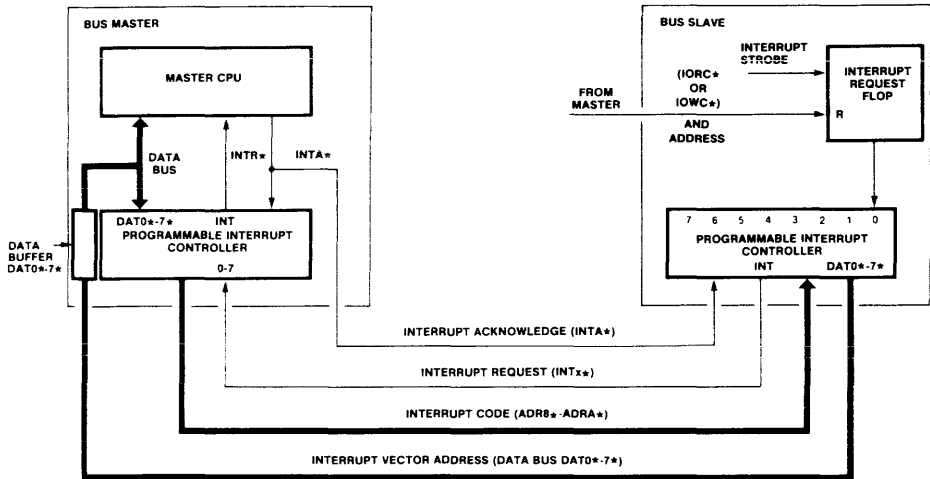 BUS MASTER
MASTER CPU
DATA
BUS
INTR*
INTA*
DAT0*-7*
INT
PROGRAMMABLE INTERRUPT
CONTROLLER
0-7
DATA
BUFFER
DAT0*-7*
BUS SLAVE
INTERRUPT
STROBE
(IORC*
OR
IOWC*)
AND
ADDRESS
FROM
MASTER
INTERRUPT
REQUEST
FLOP
R
7 6 5 4 3 2 1 0
PROGRAMMABLE INTERRUPT
CONTROLLER
INT
DAT0*-7*
INTERRUPT ACKNOWLEDGE (INTA*)
INTERRUPT REQUEST (INTx*)
INTERRUPT CODE (ADR8*-ADRA*)
INTERRUPT VECTOR ADDRESS (DATA BUS DAT0*-7*)